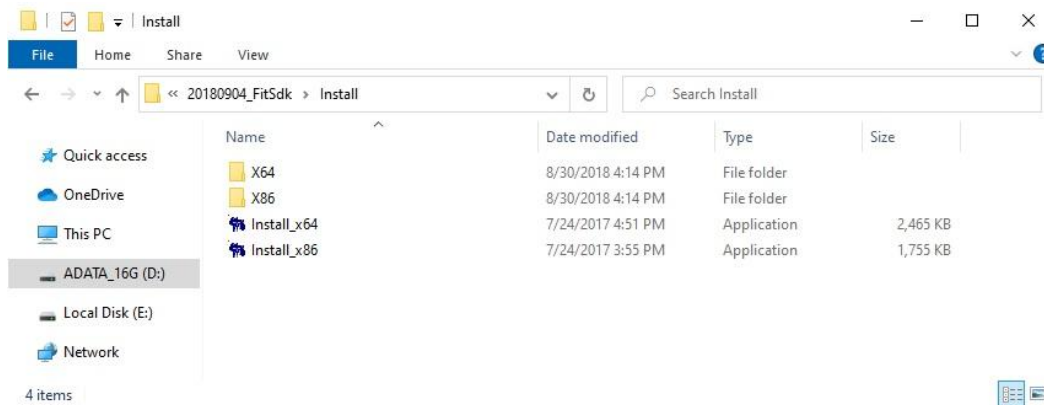 Install
File Home Share View
« 20180904_FitSdk › Install Search Install
Name Date modified Type Size
Quick access
OneDrive
This PC
ADATA_16G (D:)
Local Disk (E:)
Network
X64 8/30/2018 4:14 PM File folder
X86 8/30/2018 4:14 PM File folder
Install_x64 7/24/2017 4:51 PM Application 2,465 KB
Install_x86 7/24/2017 3:55 PM Application 1,755 KB
4 items